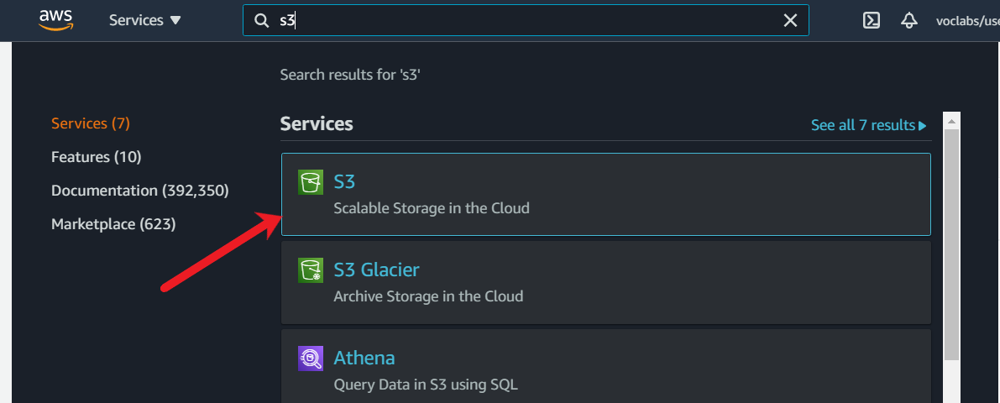 aws Services s3 voclabs/use
Search results for 's3'
Services (7)
Features (10)
Documentation (392,350)
Marketplace (623)
Services See all 7 results
S3
Scalable Storage in the Cloud
S3 Glacier
Archive Storage in the Cloud
Athena
Query Data in S3 using SQL